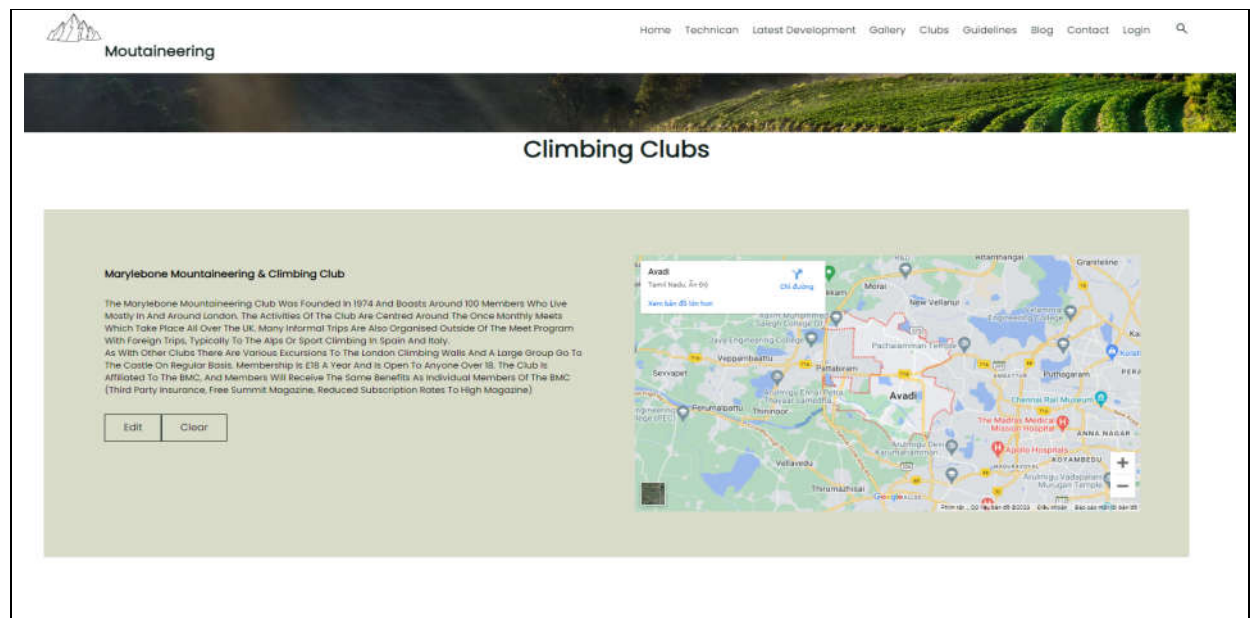 Moutaineering
Home Technican Latest Development Gallery Clubs Guidelines Blog Contact Login
Climbing Clubs
Marylebone Mountaineering & Climbing Club
The Marylebone Mountaineering Club Was Founded In 1974 And Boasts Around 100 Members Who Live
Mostly In And Around London. The Activities Of The Club Are Centred Around The Once Monthly Meets
Which Take Place All Over The UK. Many Informal Trips Are Also Organised Outside Of The Meet Program
With Foreign Trips, Typically To The Alps Or Sport Climbing In Spain And Italy.
As With Other Clubs There Are Various Excursions To The London Climbing Walls And A Large Group Go To
The Castle On Regular Basis. Membership Is £18 A Year And Is Open To Anyone Over 18. The Club Is
Affiliated To The BMC, And Members Will Receive The Same Benefits As Individual Members Of The BMC
(Third Party Insurance, Free Summit Magazine, Reduced Subscription Rates To High Magazine)
Edit Clear
Avadi
Tamil Nadu, Ấn Độ
Chỉ đường
Xem bản đồ lớn hơn
Morai
New Vellanur
Pacharamman Temple
Veppambaattu
Sevvapet
Pattabiram
Puthagaram
Avadi
Chennai Rail Museum
Perumalpattu
Thirninoor
The Madras Medical
Mission Hospital
ANNA NAGAR
Apollo Hospitals
KOYAMBEDU
Vellavedu
Murugan Temple
Thirumazhisai
Google